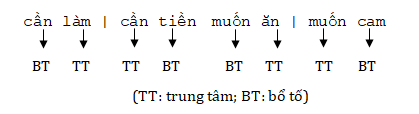 cần làm | cần tiền muốn ăn | muốn cam
BT TT TT BT BT TT TT BT
(TT: trung tâm; BT: bổ tố)